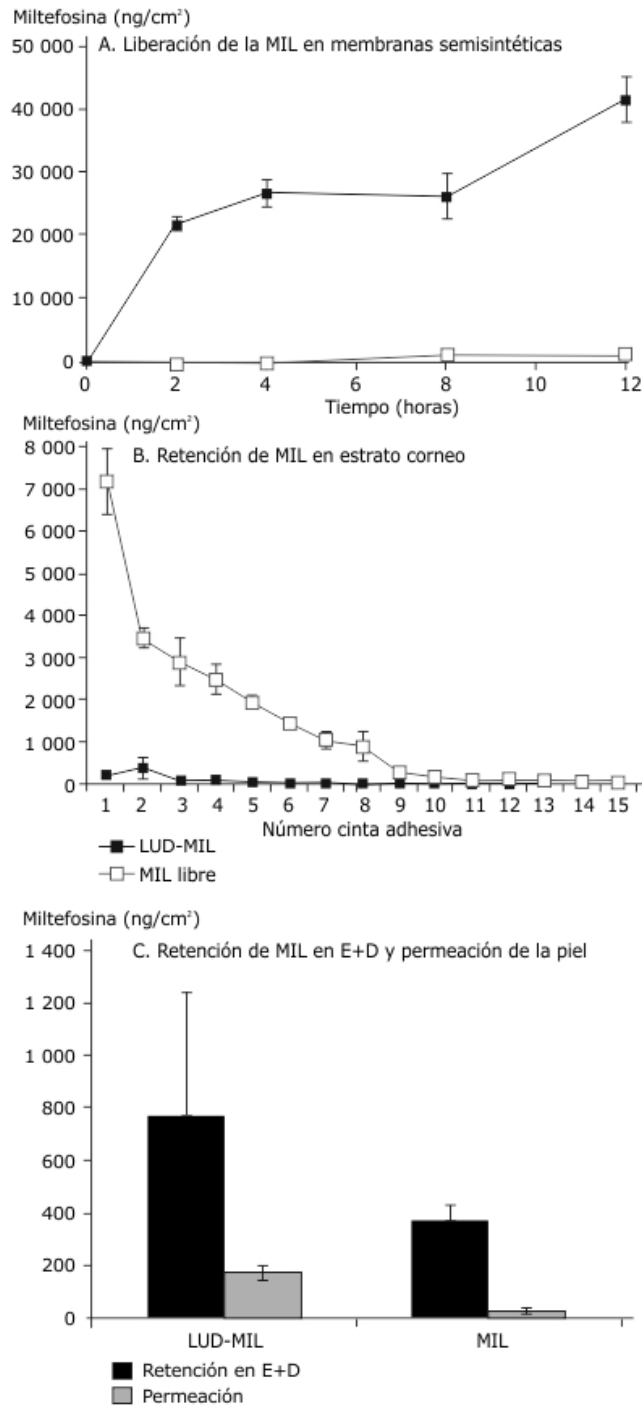 Miltefosina (ng/cm²)
A. Liberación de la MIL en membranas semisintéticas
50 000
40 000
30 000
20 000
10 000
0
0 2 4 6 8 10 12
Tiempo (horas)
Miltefosina (ng/cm²)
B. Retención de MIL en estrato corneo
8 000
7 000
6 000
5 000
4 000
3 000
2 000
1 000
0
1 2 3 4 5 6 7 8 9 10 11 12 13 14 15
Número cinta adhesiva
LUD-MIL
MIL libre
Miltefosina (ng/cm²)
C. Retención de MIL en E+D y permeación de la piel
1 400
1 200
1 000
800
600
400
200
0
LUD-MIL MIL
Retención en E+D
Permeación